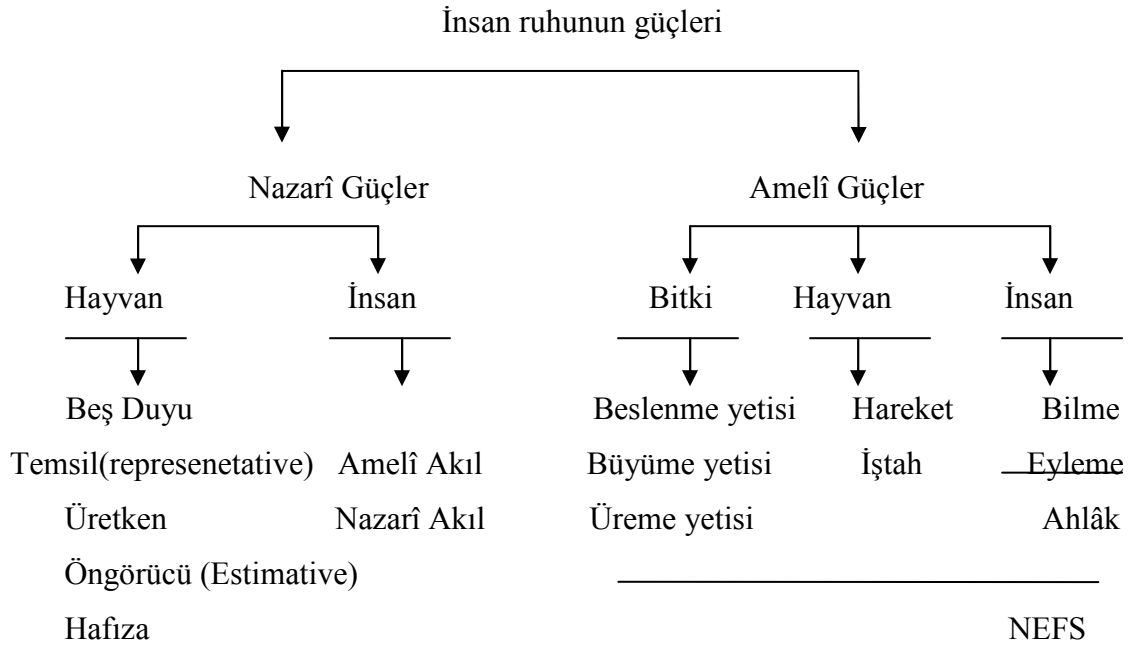 İnsan ruhunun güçleri
Nazarî Güçler Amelî Güçler
Hayvan İnsan Bitki Hayvan İnsan
Beş Duyu Beslenme yetisi Hareket Bilme
Temsil(represenetative) Amelî Akıl Büyüme yetisi İştah Eyleme
Üretken Nazarî Akıl Üreme yetisi Ahlâk
Öngörücü (Estimative)
Hafıza NEFS